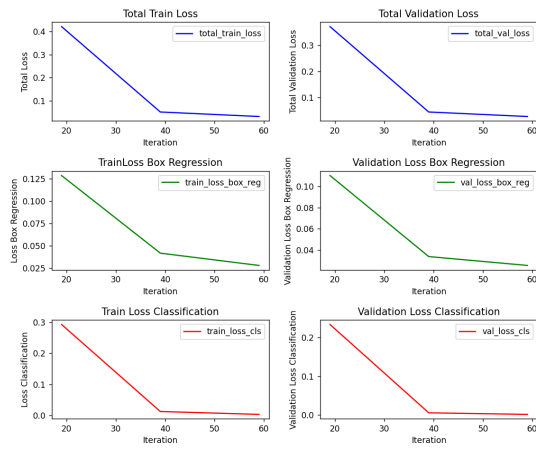 Total Train Loss
Total Loss
0.4
0.3
0.2
0.1
total_train_loss
20 30 40 50 60
Iteration
Total Validation Loss
Total Validation Loss
0.3
0.2
0.1
total_val_loss
20 30 40 50 60
Iteration
TrainLoss Box Regression
Loss Box Regression
0.125
0.100
0.075
0.050
0.025
train_loss_box_reg
20 30 40 50 60
Iteration
Validation Loss Box Regression
Validation Loss Box Regression
0.10
0.08
0.06
0.04
val_loss_box_reg
20 30 40 50 60
Iteration
Train Loss Classification
Loss Classification
0.3
0.2
0.1
0.0
train_loss_cls
20 30 40 50 60
Iteration
Validation Loss Classification
Validation Loss Classification
0.2
0.1
0.0
val_loss_cls
20 30 40 50 60
Iteration